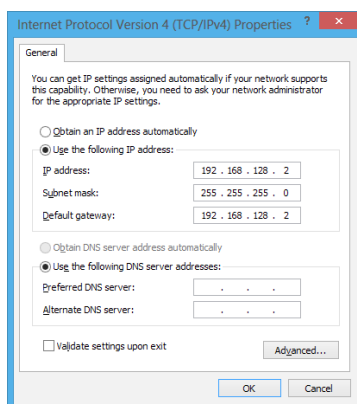 Internet Protocol Version 4 (TCP/IPv4) Properties ? ×
General
You can get IP settings assigned automatically if your network supports
this capability. Otherwise, you need to ask your network administrator
for the appropriate IP settings.
Obtain an IP address automatically
Use the following IP address:
IP address: 192 . 168 . 128 . 2
Subnet mask: 255 . 255 . 255 . 0
Default gateway: 192 . 168 . 128 . 2
Obtain DNS server address automatically
Use the following DNS server addresses:
Preferred DNS server: . . .
Alternate DNS server: . . .
Validate settings upon exit
Advanced...
OK Cancel